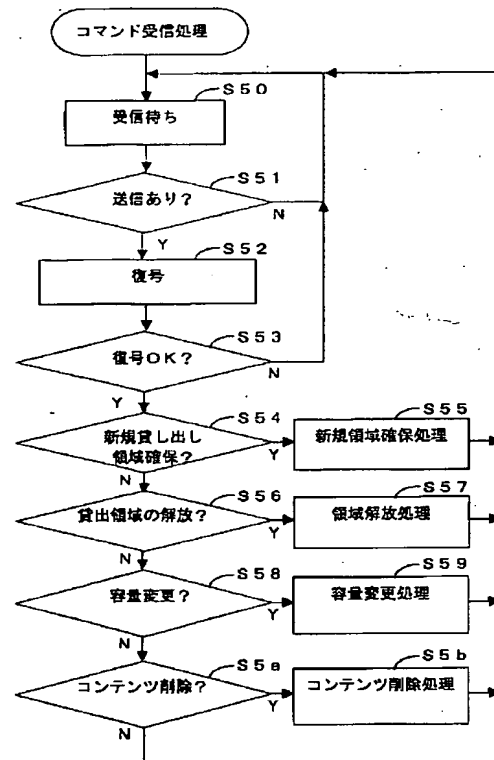 コマンド受信処理
S50
受信待ち
S51
送信あり?
N
Y
S52
復号
S53
復号OK?
N
Y
S54
新規貸し出し
領域確保?
Y
S55
新規領域確保処理
N
S56
貸出領域の解放?
Y
S57
領域解放処理
N
S58
容量変更?
Y
S59
容量変更処理
N
S5a
コンテンツ削除?
Y
S5b
コンテンツ削除処理
N